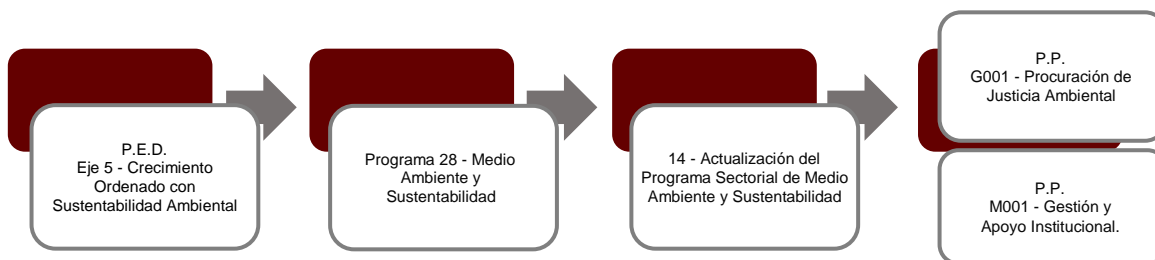 P.E.D.
Eje 5 - Crecimiento
Ordenado con
Sustentabilidad Ambiental
Programa 28 - Medio
Ambiente y
Sustentabilidad
14 - Actualización del
Programa Sectorial de Medio
Ambiente y Sustentabilidad
P.P.
G001 - Procuración de
Justicia Ambiental
P.P.
M001 - Gestión y
Apoyo Institucional.